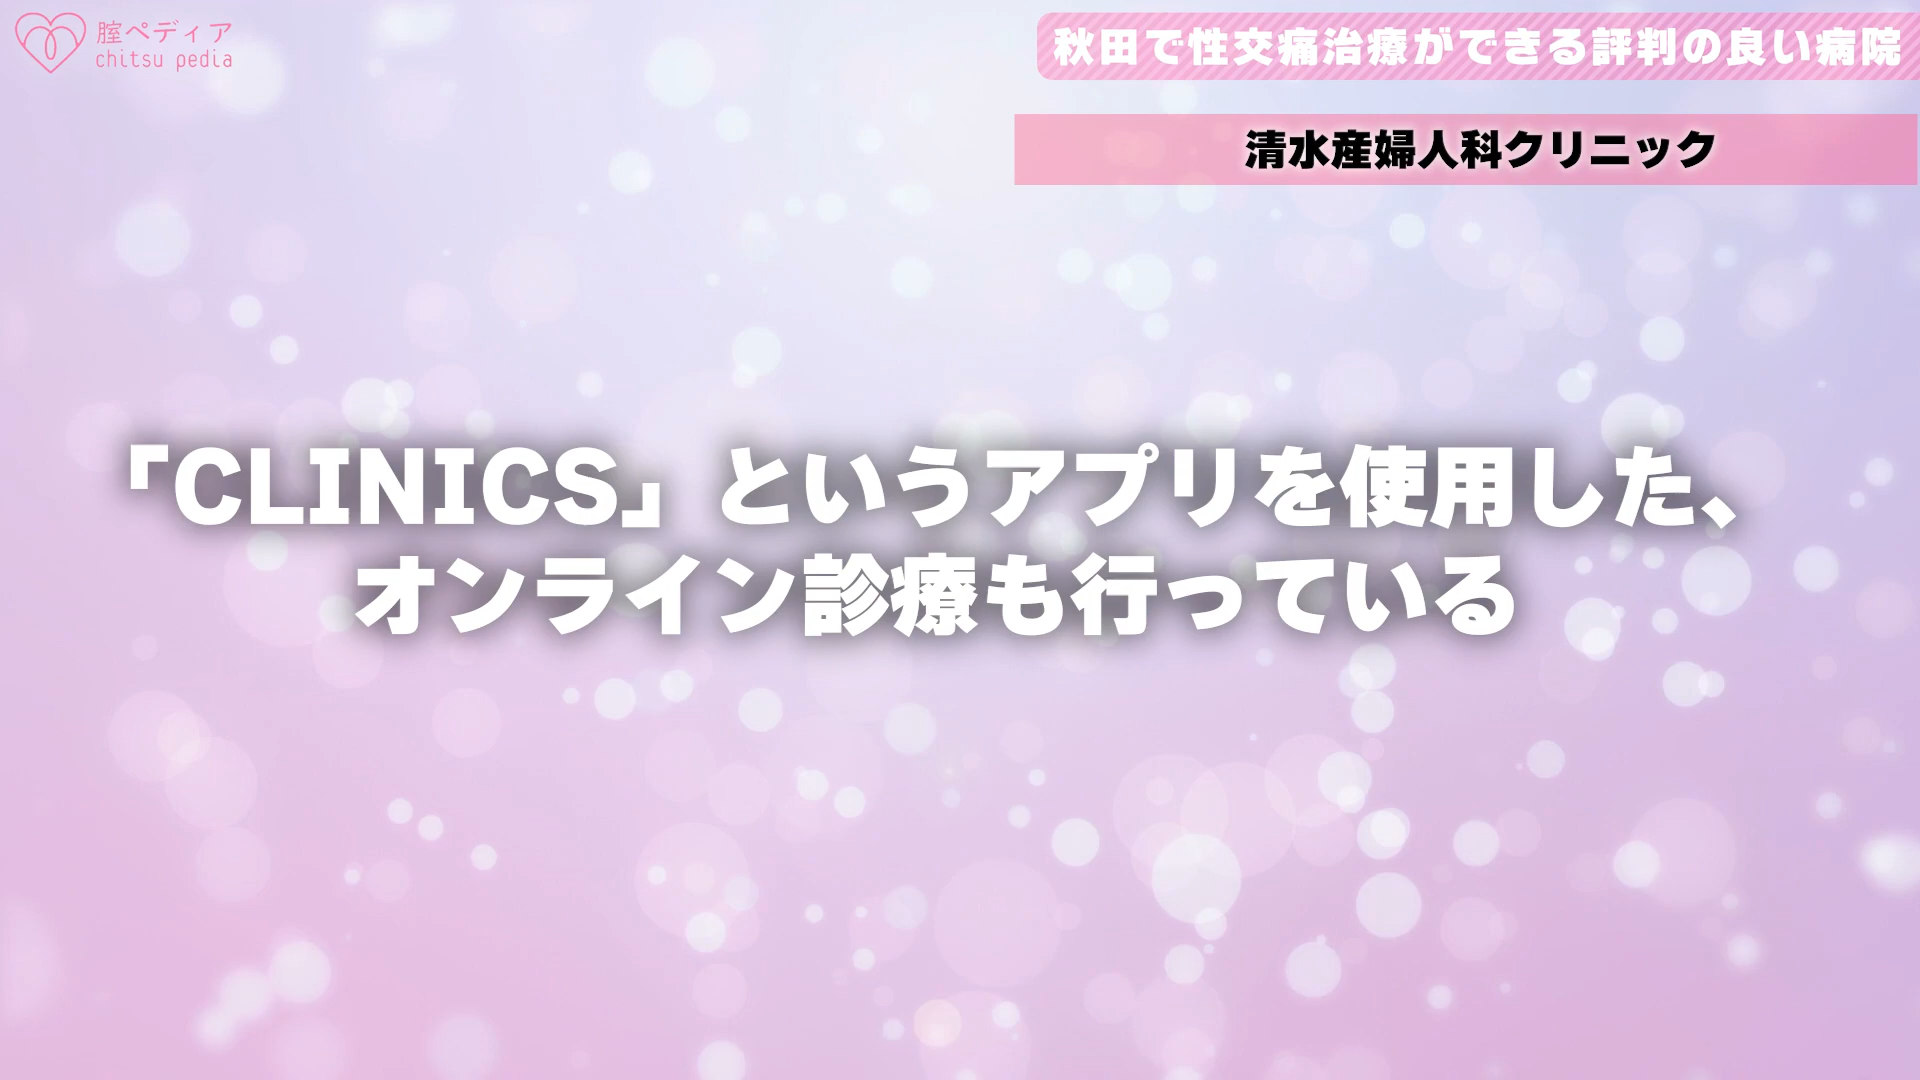 膣ペディア
chitsu pedia
秋田で性交痛治療ができる評判の良い病院
清水産婦人科クリニック
「CLINICS」というアプリを使用した、
オンライン診療も行っている